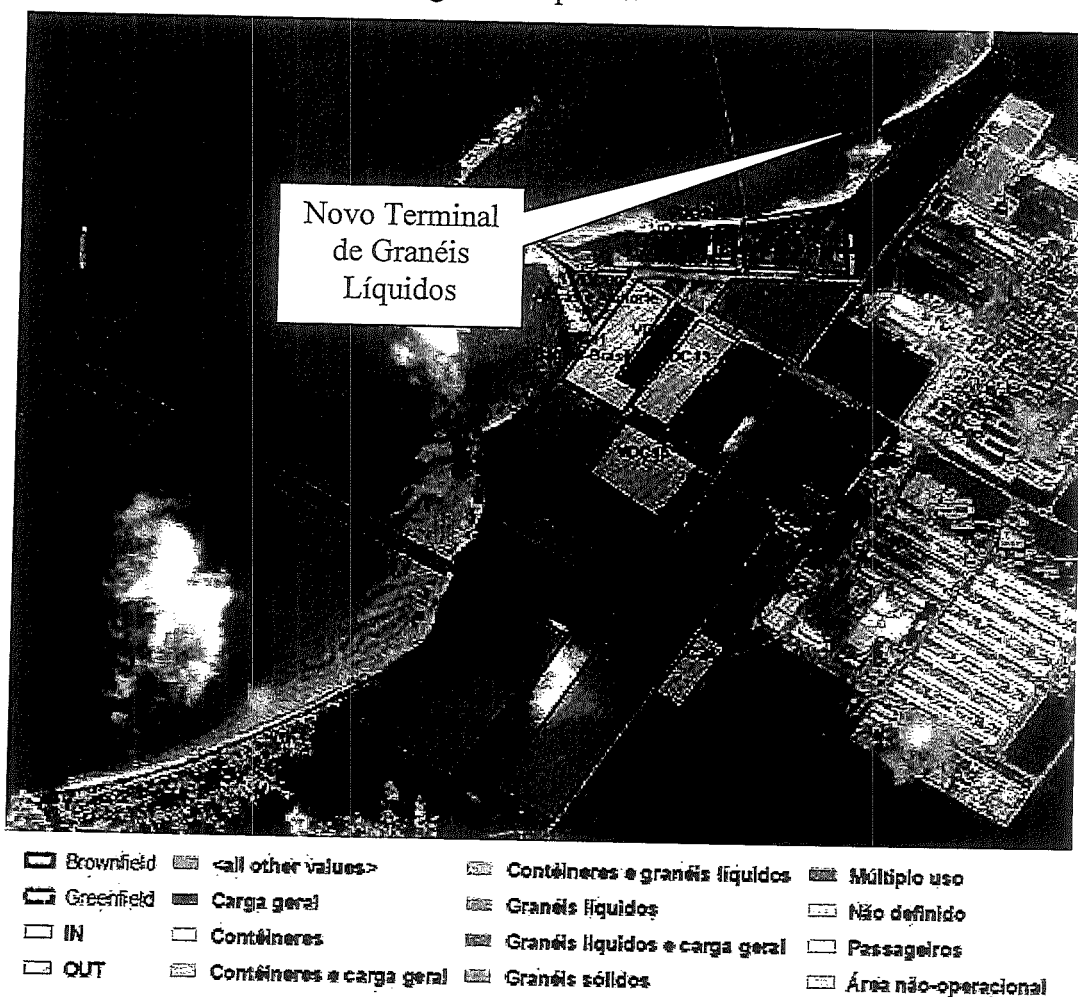 Novo Terminal
de Granéis
Líquidos
Brownfield
<all other values>
Contêineres e granéis líquidos
Múltiplo uso
Greenfield
Carga geral
Granéis líquidos
Não definido
IN
Contêineres
Granéis líquidos e carga geral
Passageiros
OUT
Contêineres e carga geral
Granéis sólidos
Área não-operacional